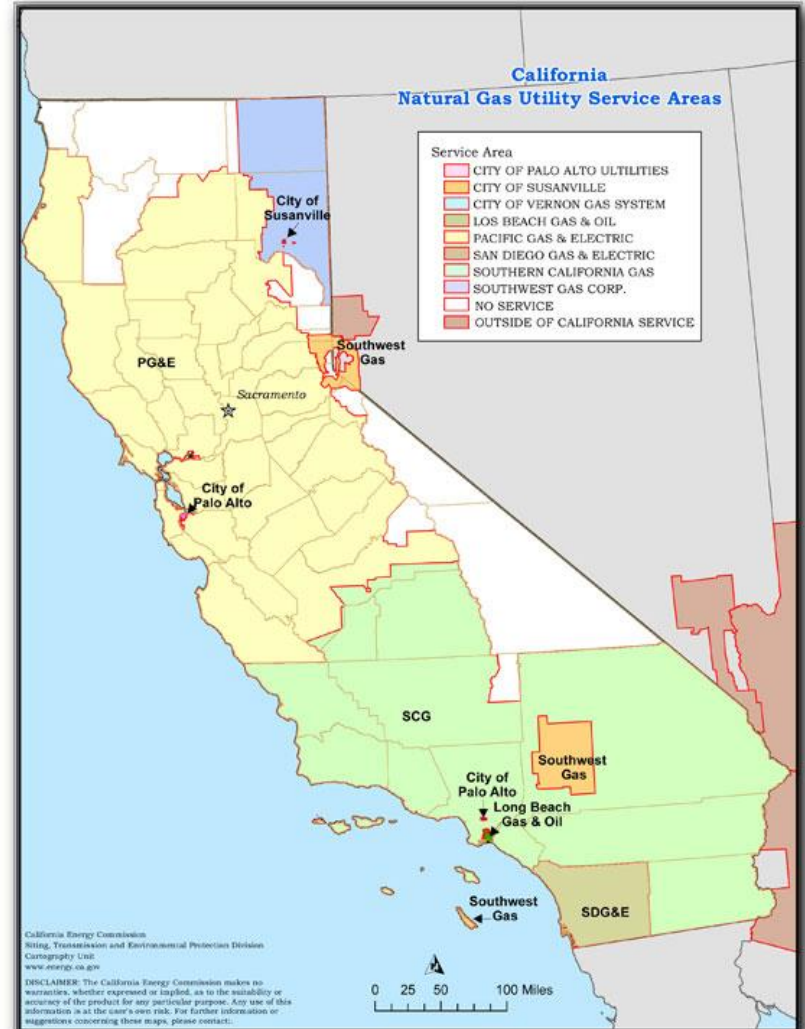 California
Natural Gas Utility Service Areas
Service Area
CITY OF PALO ALTO ULTILITIES
CITY OF SUSANVILLE
CITY OF VERNON GAS SYSTEM
LOS BEACH GAS & OIL
PACIFIC GAS & ELECTRIC
SAN DIEGO GAS & ELECTRIC
SOUTHERN CALIFORNIA GAS
SOUTHWEST GAS CORP.
NO SERVICE
OUTSIDE OF CALIFORNIA SERVICE
City of
Susanville
Southwest
Gas
PG&E
Sacramento
City of
Palo Alto
SCG
Southwest
Gas
City of
Palo Alto
Long Beach
Gas & Oil
Southwest
Gas
SDG&E
California Energy Commission
Siting, Transmission and Environmental Protection Division
Cartography Unit
www.energy.ca.gov
DISCLAIMER: The California Energy Commission makes no
warranties, whether expressed or implied, as to the suitability or
accuracy of the product for any particular purpose. Any use of this
information is at the user's own risk. For further information or
suggestions concerning these maps, please contact:.
0 25 50 100 Miles